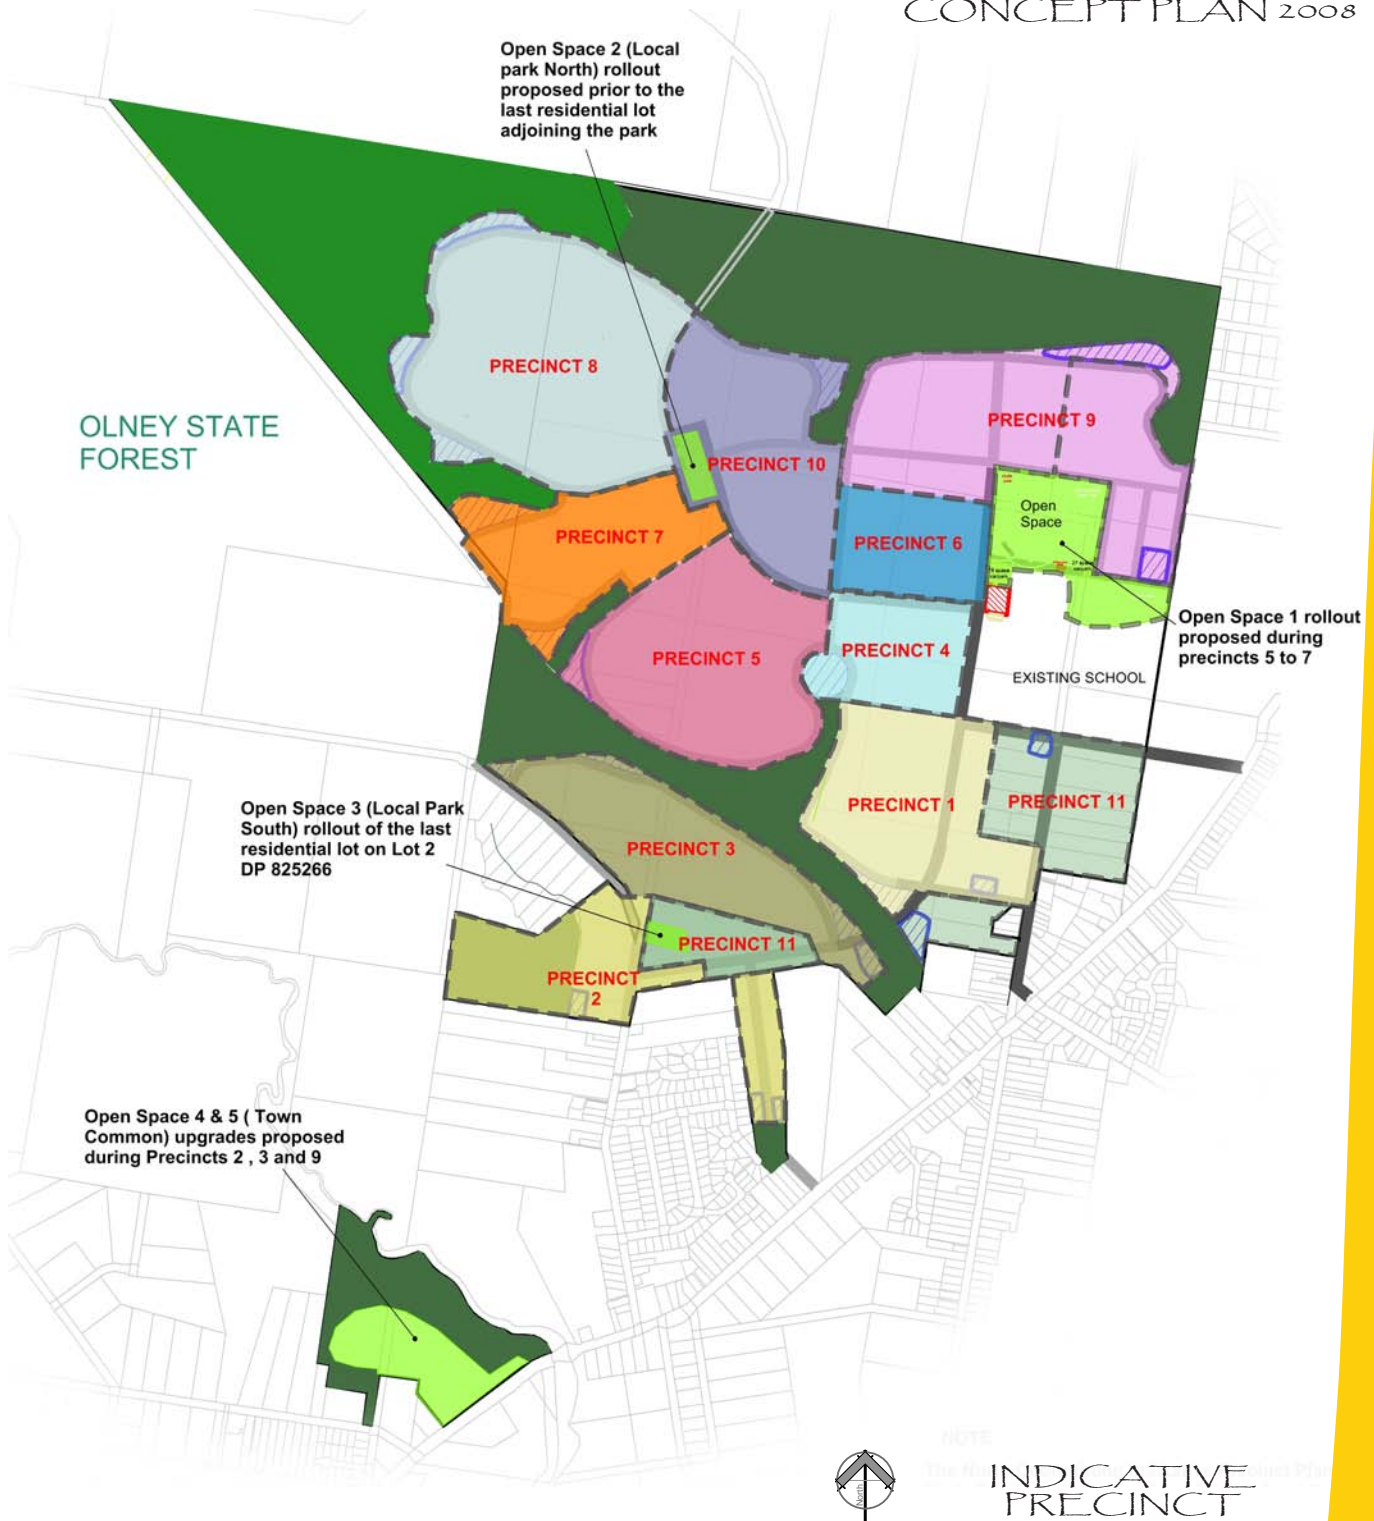 CONCEPT PLAN 2008
Open Space 2 (Local
park North) rollout
proposed prior to the
last residential lot
adjoining the park
PRECINCT 8
OLNEY STATE
FOREST
PRECINCT 9
PRECINCT 10
Open
Space
PRECINCT 7
PRECINCT 6
Open Space 1 rollout
proposed during
precincts 5 to 7
PRECINCT 4
PRECINCT 5
EXISTING SCHOOL
Open Space 3 (Local Park
South) rollout of the last
residential lot on Lot 2
DP 825266
PRECINCT 1
PRECINCT 11
PRECINCT 3
PRECINCT 11
PRECINCT
2
Open Space 4 & 5 ( Town
Common) upgrades proposed
during Precincts 2 , 3 and 9
NOTE
North
INDICATIVE
PRECINCT